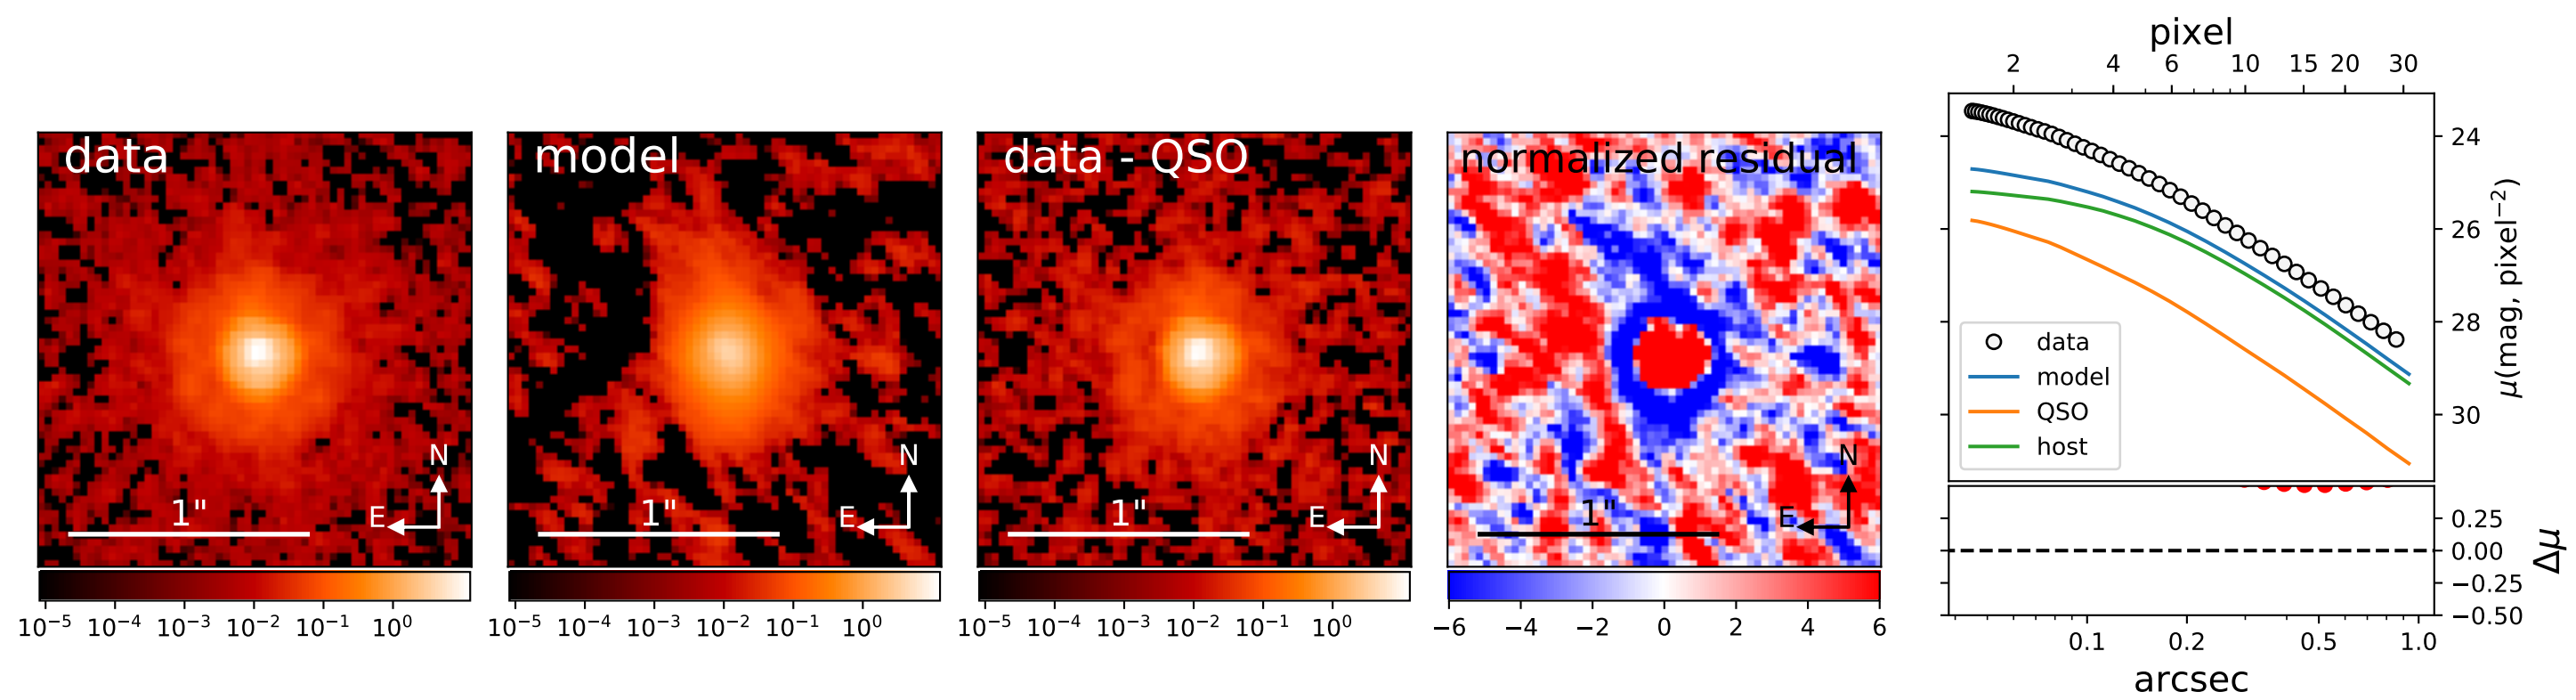 data
N
E
1"
10⁻⁵ 10⁻⁴ 10⁻³ 10⁻² 10⁻¹ 10⁰
model
N
E
1"
10⁻⁵ 10⁻⁴ 10⁻³ 10⁻² 10⁻¹ 10⁰
data - QSO
N
E
1"
10⁻⁵ 10⁻⁴ 10⁻³ 10⁻² 10⁻¹ 10⁰
normalized residual
N
E
1"
−6 −4 −2 0 2 4 6
pixel
2 4 6 10 15 20 30
24
26
28
30
μ(mag, pixel⁻²)
data
model
QSO
host
0.25
0.00
−0.25
−0.50
Δμ
0.1 0.2 0.5 1.0
arcsec